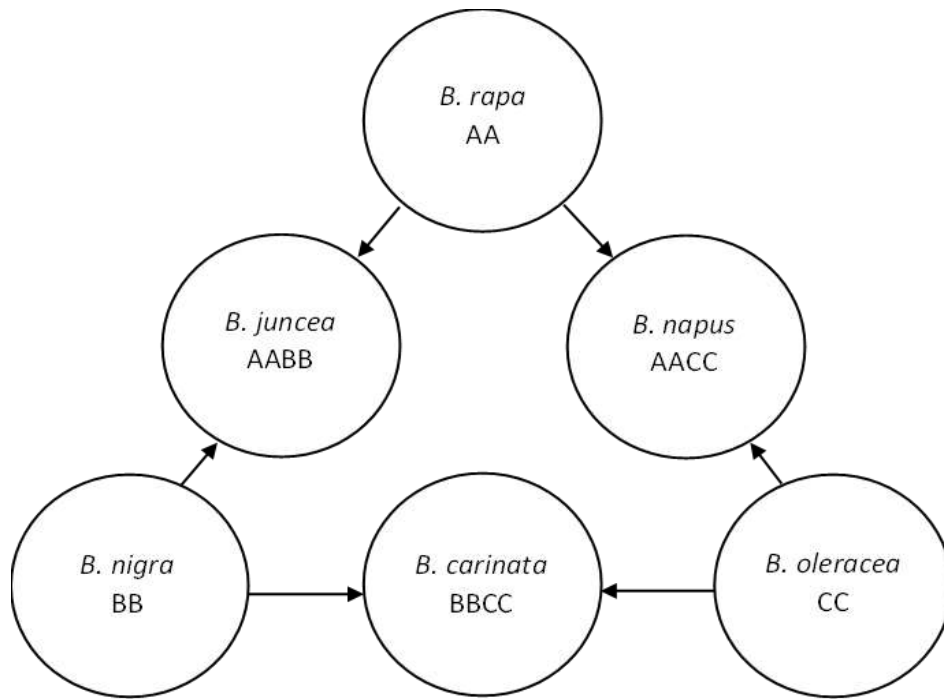 B. rapa
AA
B. juncea
AABB
B. napus
AACC
B. nigra
BB
B. carinata
BBCC
B. oleracea
CC